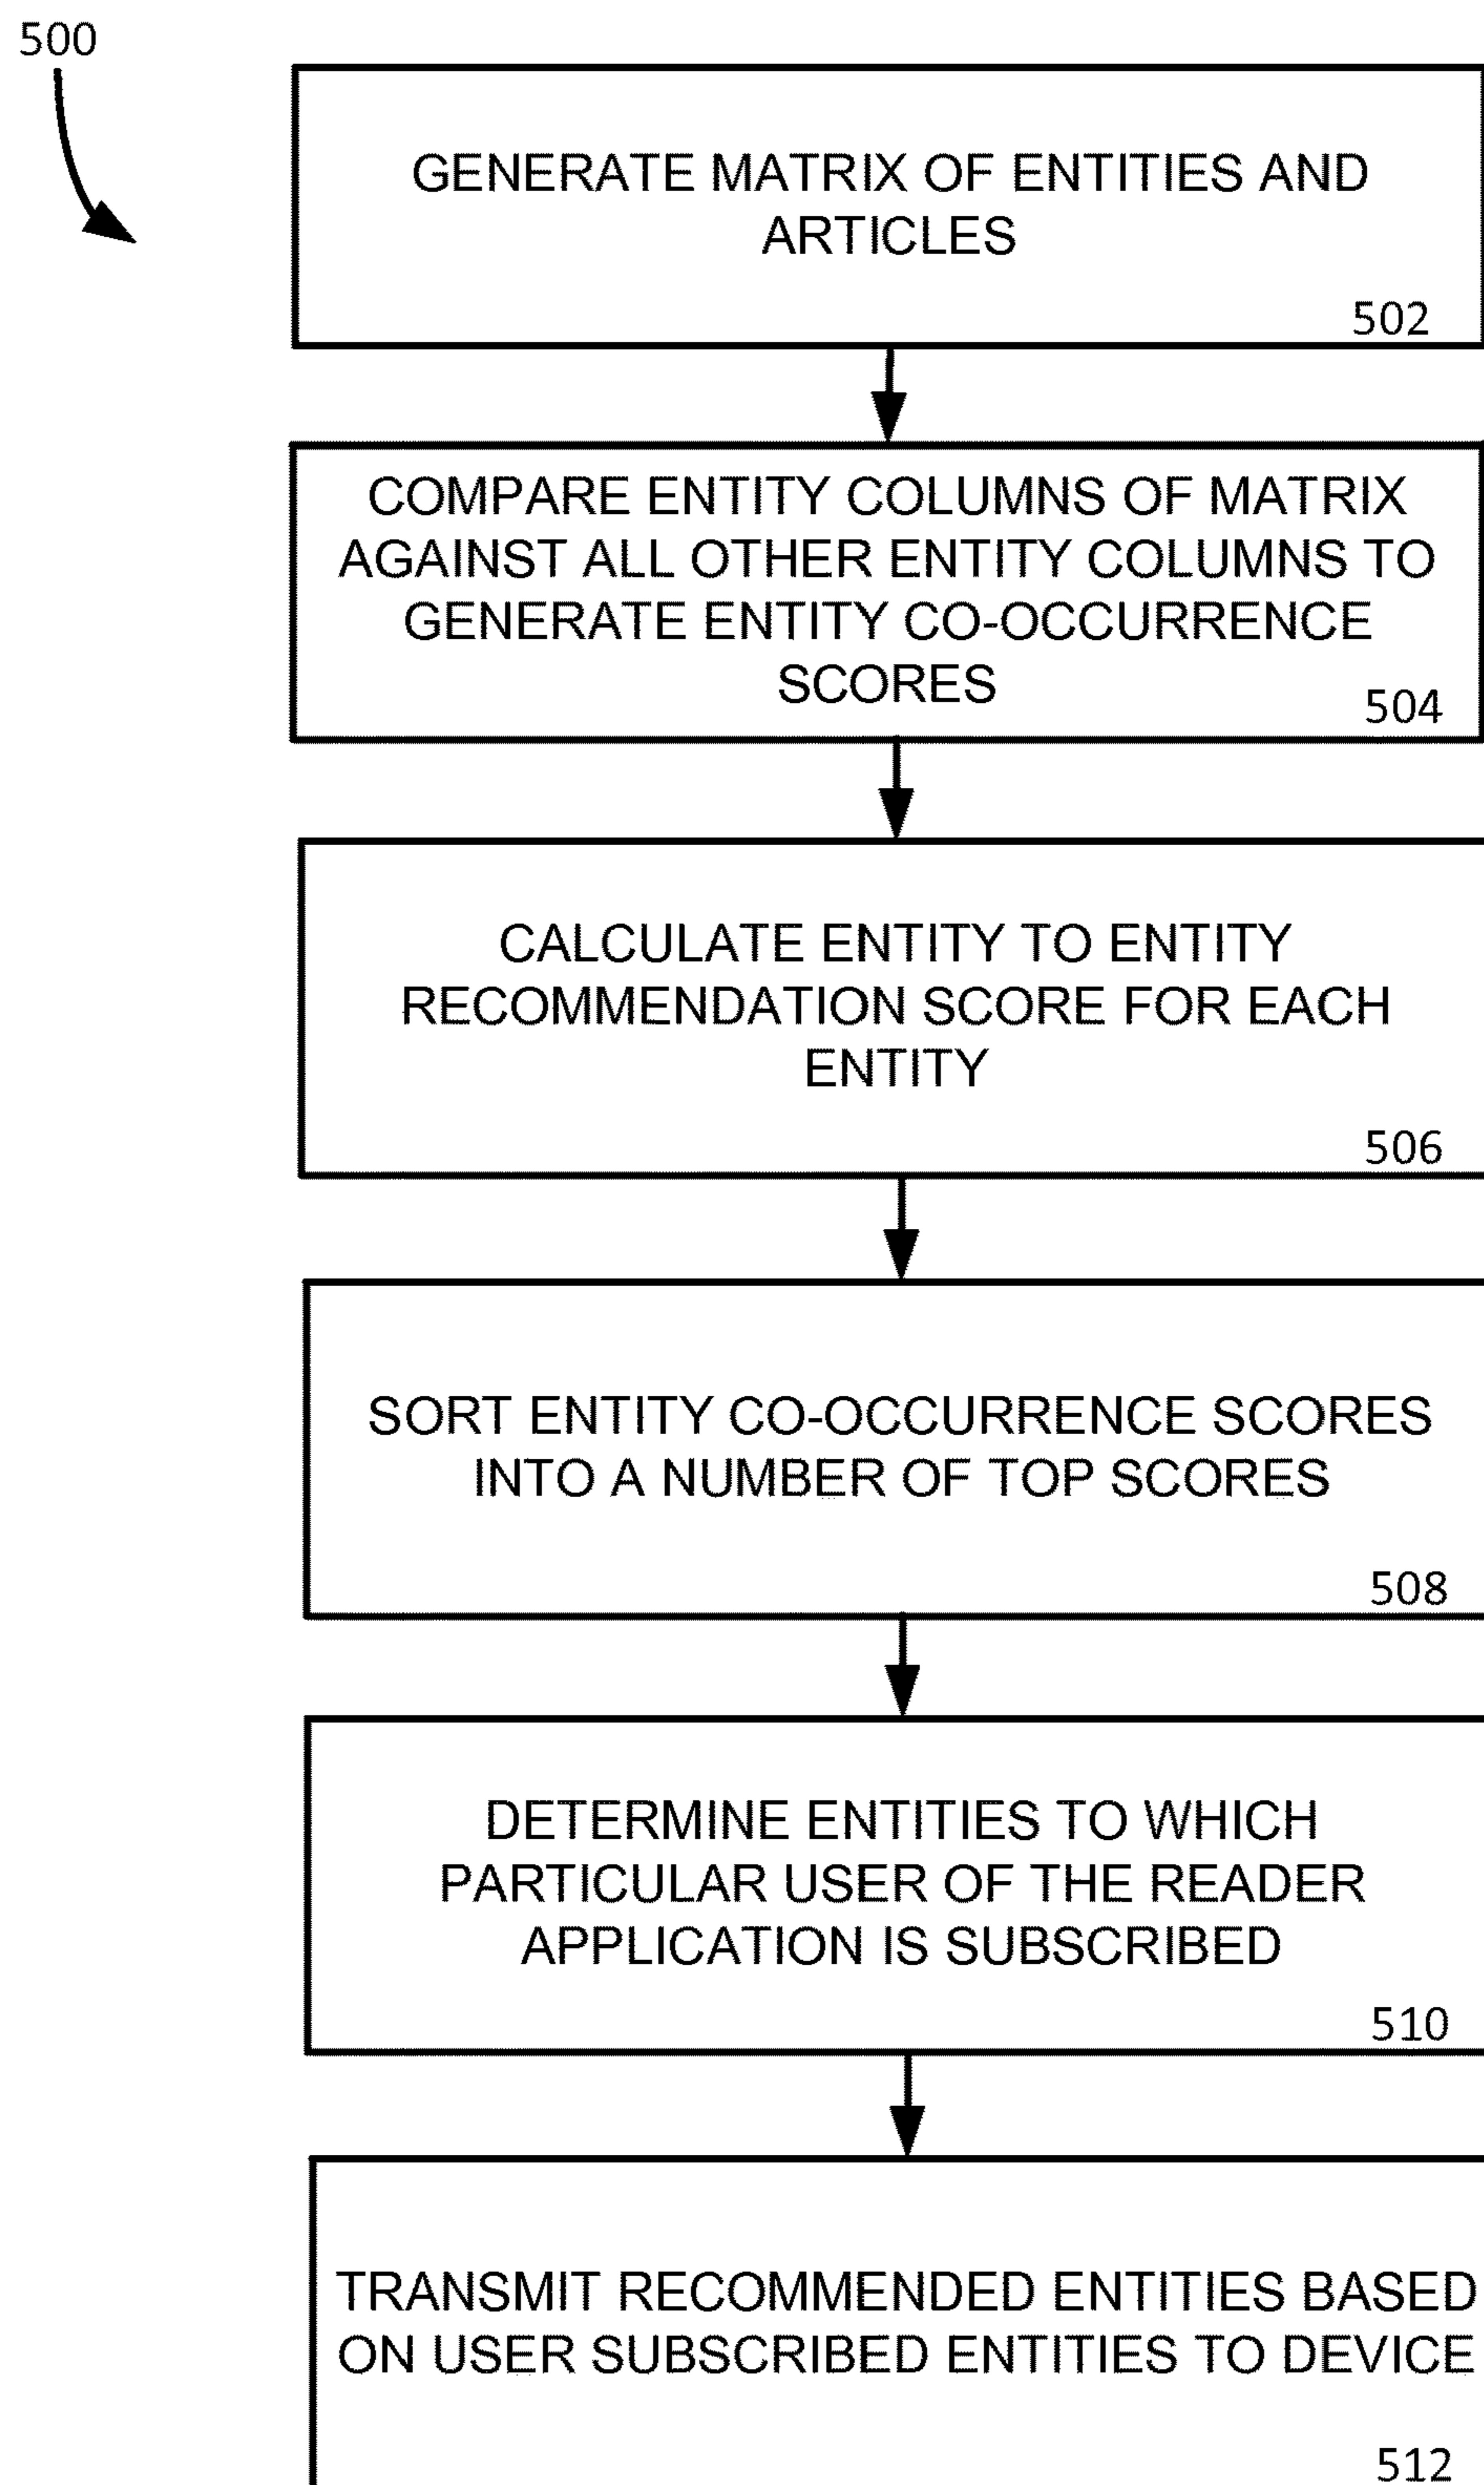 500
GENERATE MATRIX OF ENTITIES AND
ARTICLES
502
COMPARE ENTITY COLUMNS OF MATRIX
AGAINST ALL OTHER ENTITY COLUMNS TO
GENERATE ENTITY CO-OCCURRENCE
SCORES
504
CALCULATE ENTITY TO ENTITY
RECOMMENDATION SCORE FOR EACH
ENTITY
506
SORT ENTITY CO-OCCURRENCE SCORES
INTO A NUMBER OF TOP SCORES
508
DETERMINE ENTITIES TO WHICH
PARTICULAR USER OF THE READER
APPLICATION IS SUBSCRIBED
510
TRANSMIT RECOMMENDED ENTITIES BASED
ON USER SUBSCRIBED ENTITIES TO DEVICE
512